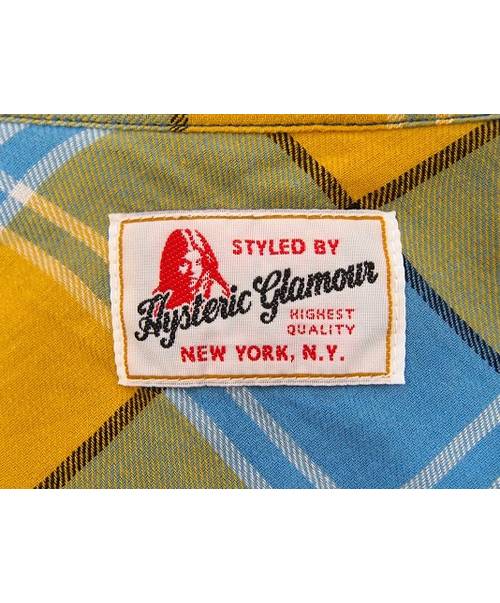 STYLED BY
Hysteric Glamour
HIGHEST
QUALITY
NEW YORK, N.Y.